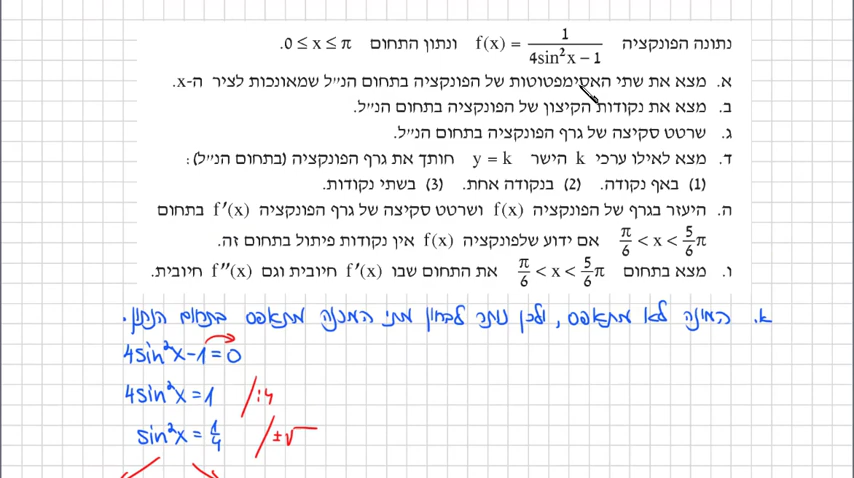 נתונה הפונקציה f(x) = 1/(4sin²x − 1) ונתון התחום 0 ≤ x ≤ π.
א. מצא את שתי האסימפטוטות של הפונקציה בתחום הנ״ל שמאונכות לציר ה-x.
ב. מצא את נקודות הקיצון של הפונקציה בתחום הנ״ל.
ג. שרטט סקיצה של גרף הפונקציה בתחום הנ״ל.
ד. מצא לאילו ערכי k הישר y = k חותך את גרף הפונקציה (בתחום הנ״ל):
(1) באף נקודה. (2) בנקודה אחת. (3) בשתי נקודות.
ה. היעזר בגרף של הפונקציה f(x) ושרטט סקיצה של גרף הפונקציה f′(x) בתחום
π/6 < x < 5/6 π אם ידוע שלפונקציה f(x) אין נקודות פיתול בתחום זה.
ו. מצא בתחום π/6 < x < 5/6 π את התחום שבו f′(x) חיובית וגם f″(x) חיובית.
א. המונה לא מתאפס, ולכן נותר לבחון מתי המכנה מתאפס בתחום הנתון.
4sin²x − 1 = 0
4sin²x = 1 /:4
sin²x = 1/4 /±√